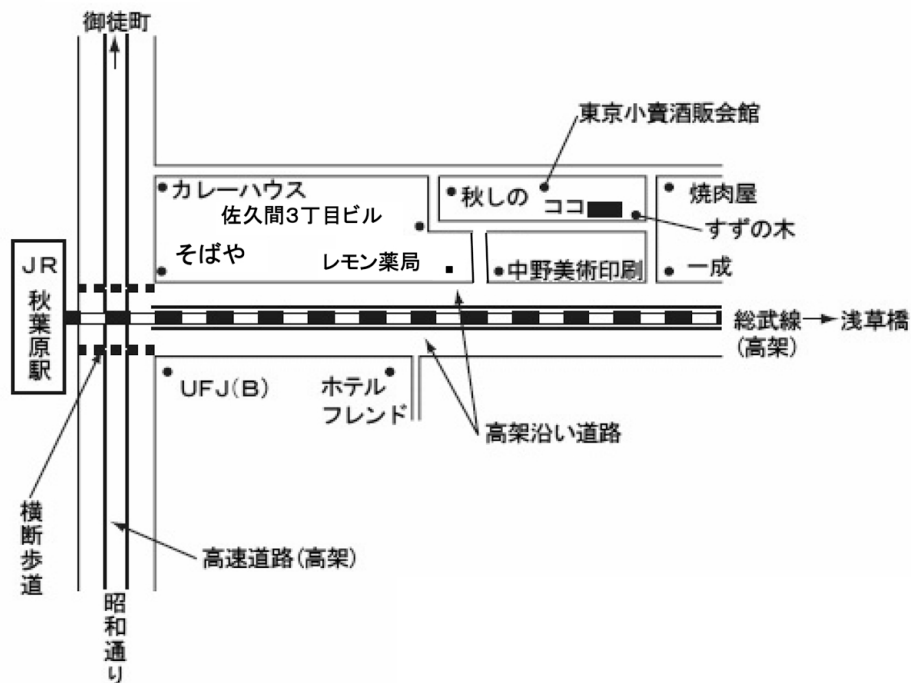 御徒町
東京小賣酒販会館
カレーハウス
佐久間3丁目ビル
秋しの
ココ
焼肉屋
すずの木
そばや
レモン薬局
中野美術印刷
一成
JR
秋葉原駅
総武線
(高架)
浅草橋
UFJ(B)
ホテル
フレンド
高架沿い道路
横断歩道
高速道路(高架)
昭和通り